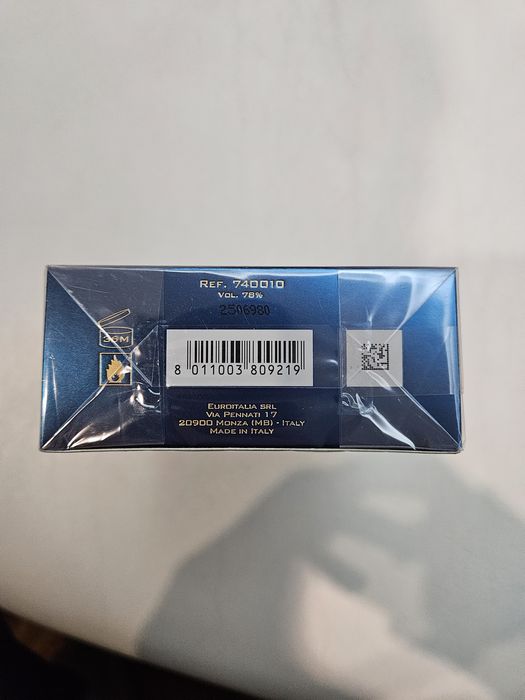 REF. 740010
VOL. 78%
2506980
36M
8 011003 809219
EUROITALIA SRL
VIA PENNATI 17
20900 MONZA (MB) - ITALY
MADE IN ITALY